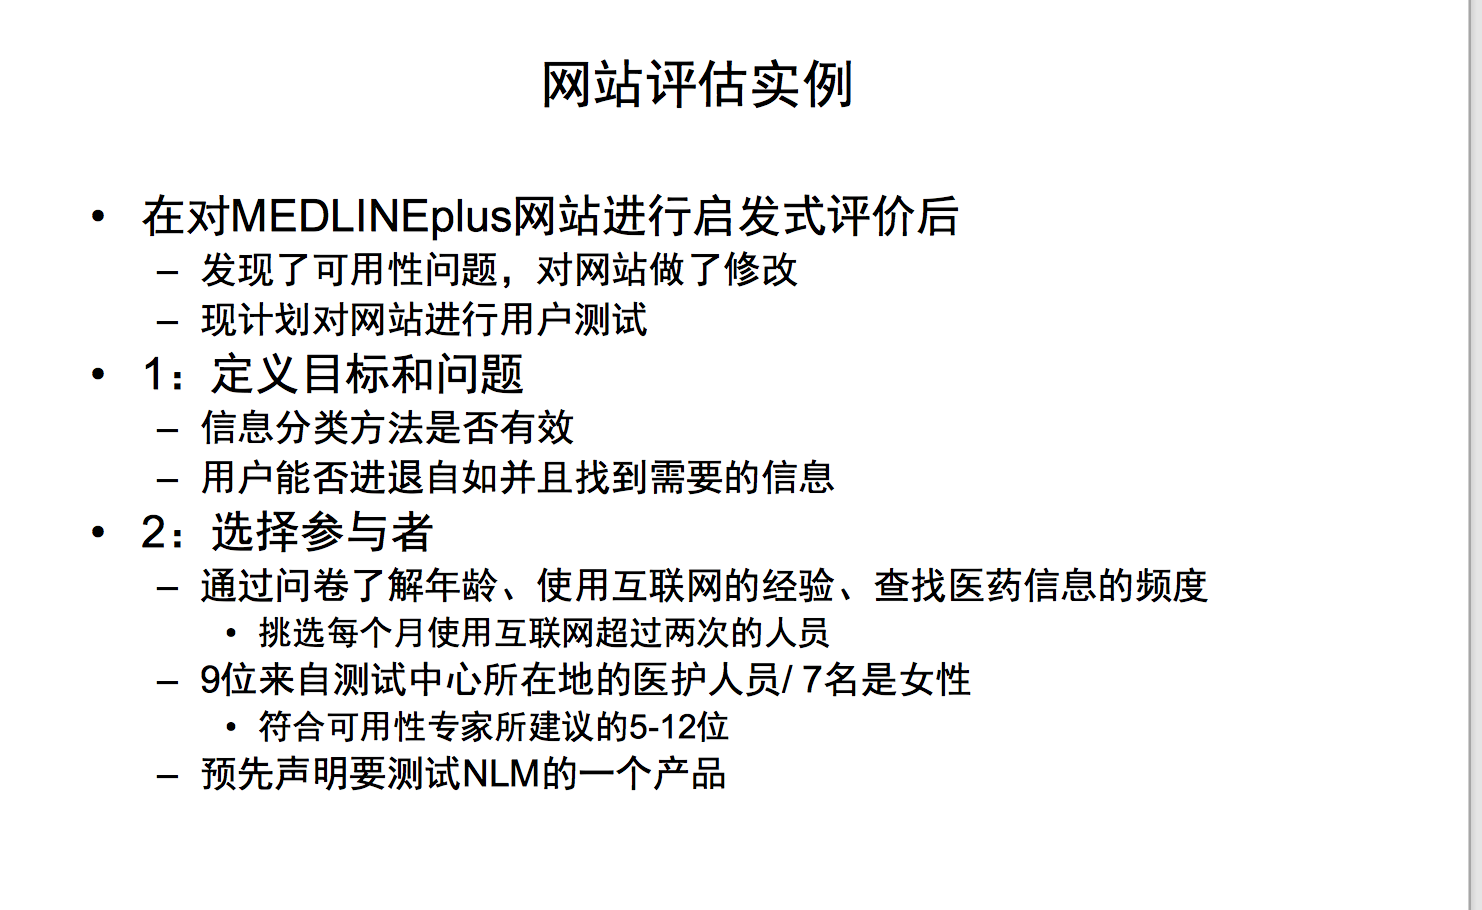 网站评估实例
• 在对MEDLINEplus网站进行启发式评价后
– 发现了可用性问题，对网站做了修改
– 现计划对网站进行用户测试
• 1：定义目标和问题
– 信息分类方法是否有效
– 用户能否进退自如并且找到需要的信息
• 2：选择参与者
– 通过问卷了解年龄、使用互联网的经验、查找医药信息的频度
• 挑选每个月使用互联网超过两次的人员
– 9位来自测试中心所在地的医护人员/ 7名是女性
• 符合可用性专家所建议的5-12位
– 预先声明要测试NLM的一个产品